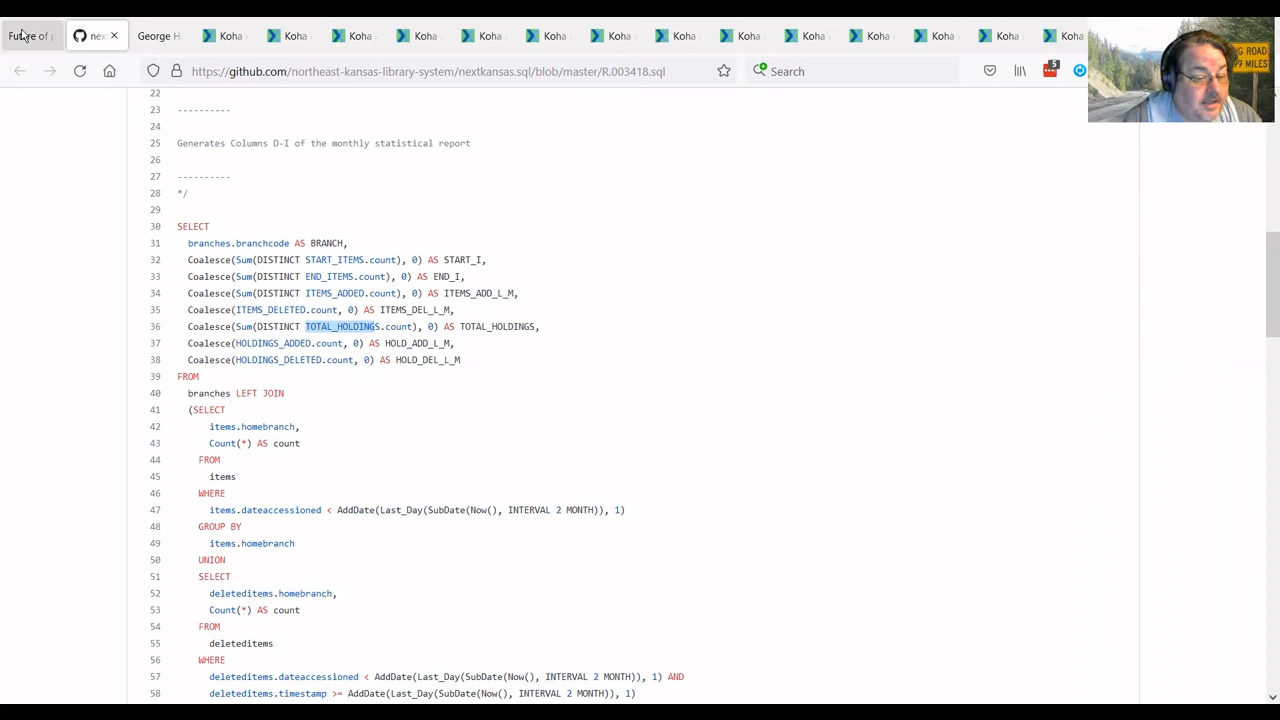 Future of
nex
George H.
Koha
Koha
Koha
Koha
Koha
Koha
Koha
Koha
Koha
Koha
Koha
Koha
Koha
Koha
https://github.com/northeast-kansas-library-system/nextkansas.sql/blob/master/R.003418.sql
Search
5
NG ROAD
99 MILES
22
23 ----------
24
25 Generates Columns D-I of the monthly statistical report
26
27 ----------
28 */
29
30 SELECT
31 branches.branchcode AS BRANCH,
32 Coalesce(Sum(DISTINCT START_ITEMS.count), 0) AS START_I,
33 Coalesce(Sum(DISTINCT END_ITEMS.count), 0) AS END_I,
34 Coalesce(Sum(DISTINCT ITEMS_ADDED.count), 0) AS ITEMS_ADD_L_M,
35 Coalesce(ITEMS_DELETED.count, 0) AS ITEMS_DEL_L_M,
36 Coalesce(Sum(DISTINCT TOTAL_HOLDINGS.count), 0) AS TOTAL_HOLDINGS,
37 Coalesce(HOLDINGS_ADDED.count, 0) AS HOLD_ADD_L_M,
38 Coalesce(HOLDINGS_DELETED.count, 0) AS HOLD_DEL_L_M
39 FROM
40 branches LEFT JOIN
41 (SELECT
42 items.homebranch,
43 Count(*) AS count
44 FROM
45 items
46 WHERE
47 items.dateaccessioned < AddDate(Last_Day(SubDate(Now(), INTERVAL 2 MONTH)), 1)
48 GROUP BY
49 items.homebranch
50 UNION
51 SELECT
52 deleteditems.homebranch,
53 Count(*) AS count
54 FROM
55 deleteditems
56 WHERE
57 deleteditems.dateaccessioned < AddDate(Last_Day(SubDate(Now(), INTERVAL 2 MONTH)), 1) AND
58 deleteditems.timestamp >= AddDate(Last_Day(SubDate(Now(), INTERVAL 2 MONTH)), 1)